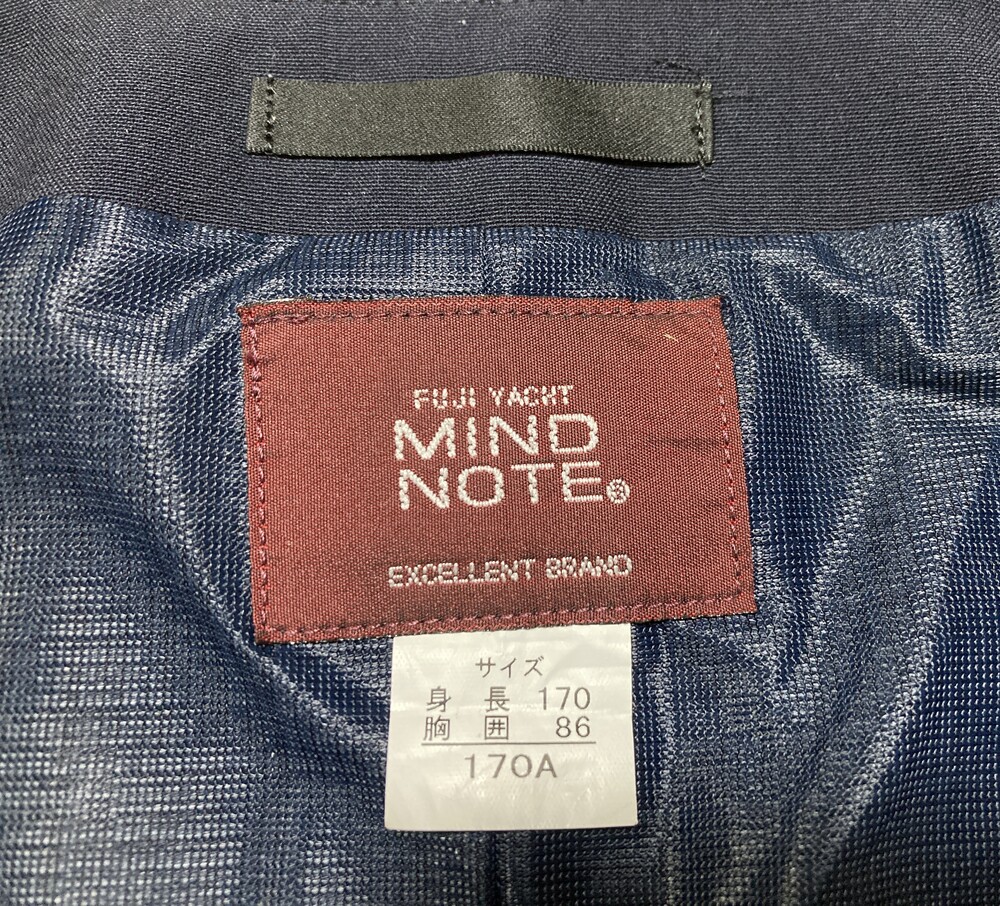 FUJI YACHT
MIND
NOTE®
EXCELLENT BRAND
サイズ
身長 170
胸囲 86
170A